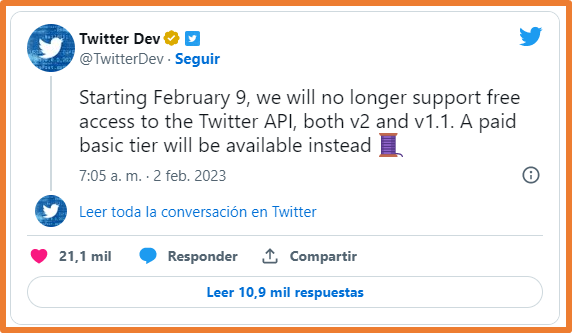 Twitter Dev
@TwitterDev · Seguir
Starting February 9, we will no longer support free
access to the Twitter API, both v2 and v1.1. A paid
basic tier will be available instead 🧵
7:05 a. m. · 2 feb. 2023
Leer toda la conversación en Twitter
21,1 mil Responder Compartir
Leer 10,9 mil respuestas